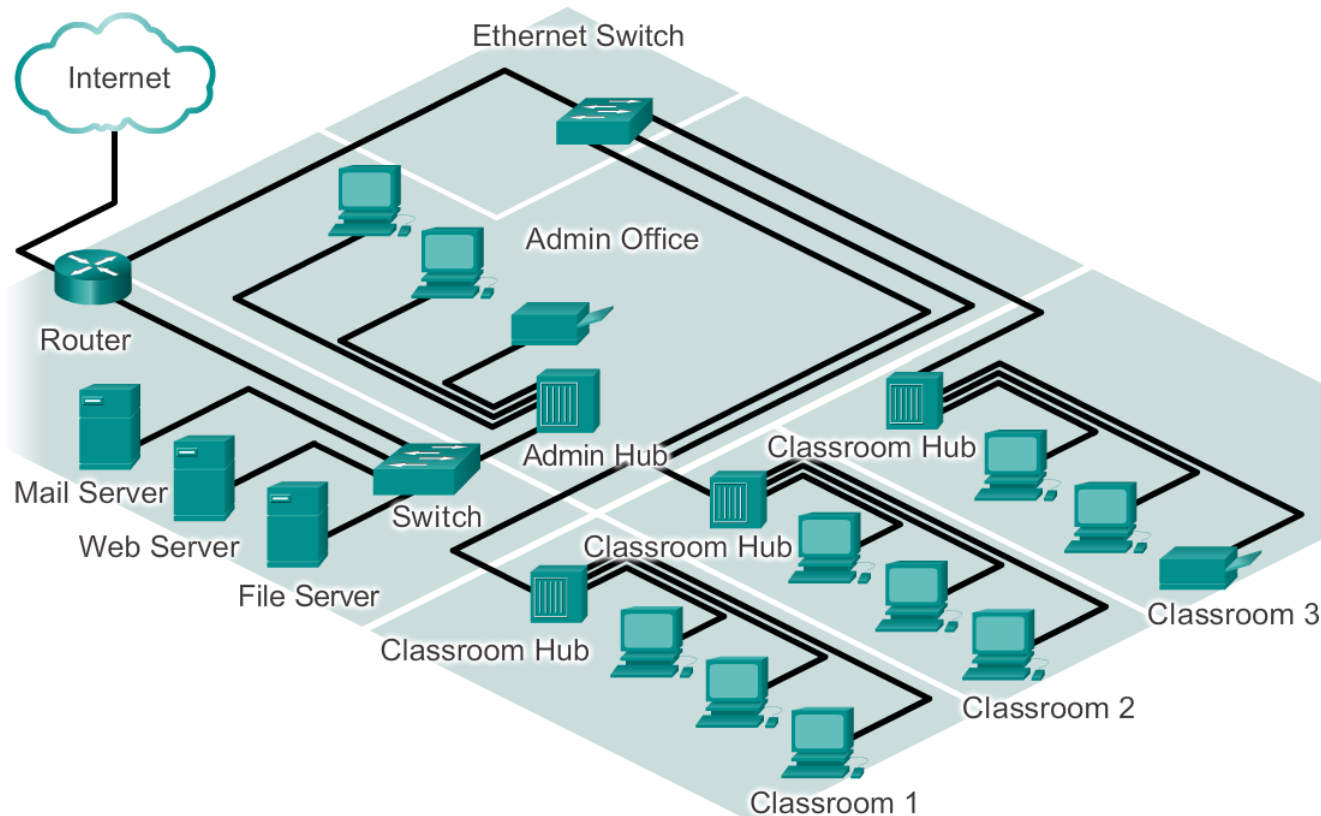 Ethernet Switch
Internet
Admin Office
Router
Classroom Hub
Admin Hub
Mail Server
Switch
Web Server
Classroom Hub
File Server
Classroom 3
Classroom Hub
Classroom 2
Classroom 1